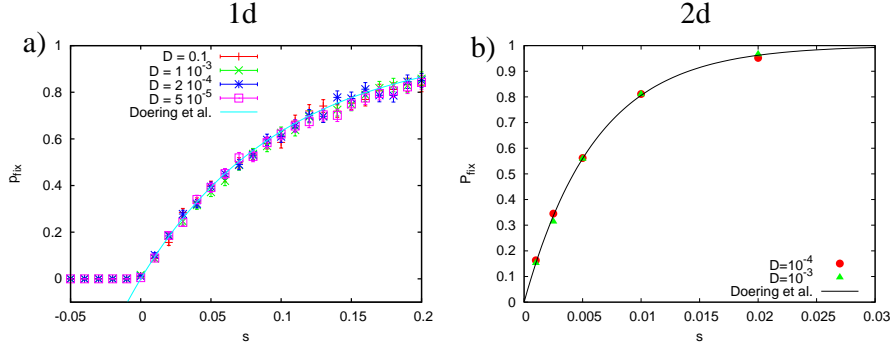 1d
2d
a)
b)
D = 0.1
D = 1 10^-3
D = 2 10^-4
D = 5 10^-5
Doering et al.
1
0.8
0.6
0.4
0.2
0
p_fix
-0.05
0
0.05
0.1
0.15
0.2
s
1
0.9
0.8
0.7
0.6
0.5
0.4
0.3
0.2
0.1
0
P_fix
D=10^-4
D=10^-3
Doering et al.
0
0.005
0.01
0.015
0.02
0.025
0.03
s